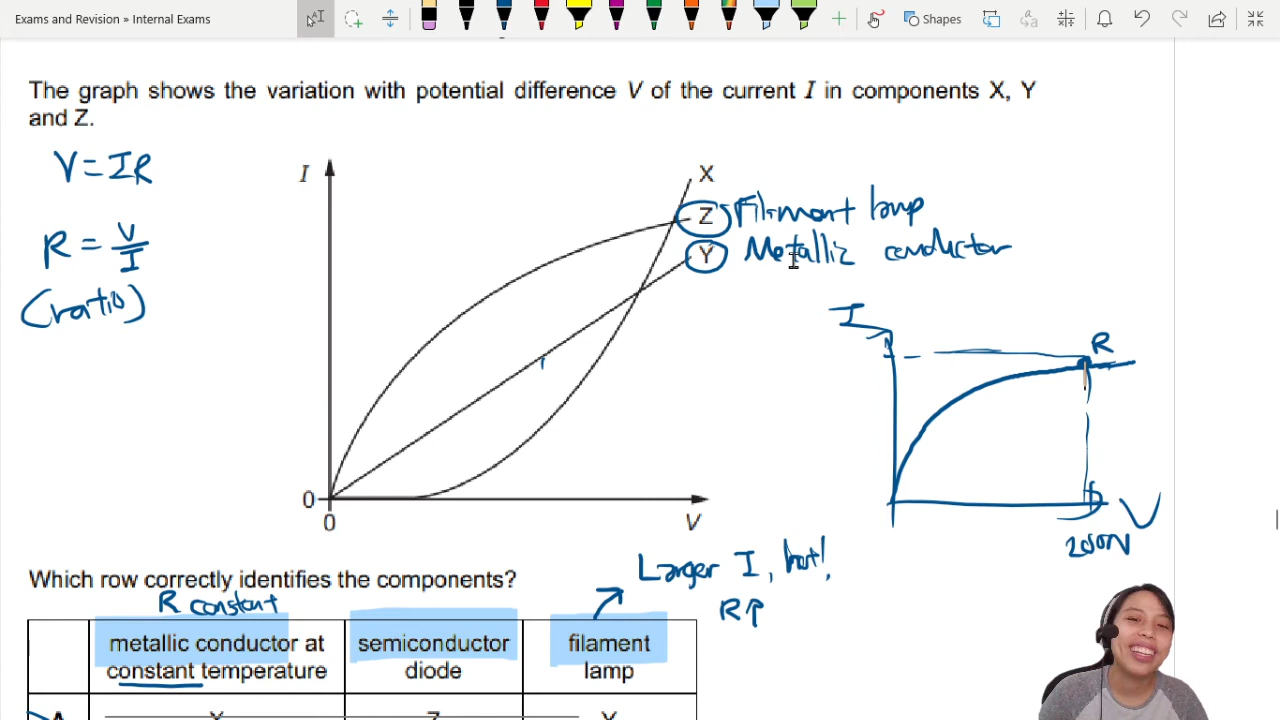 Exams and Revision » Internal Exams
Shapes
The graph shows the variation with potential difference V of the current I in components X, Y
and Z.
V = IR
R = V/I
(ratio)
I
X
Z
Filament lamp
Y
Metallic conductor
0
0
V
I
R
V
Larger I, hot!,
R↑
Which row correctly identifies the components?
R constant
metallic conductor at
constant temperature
semiconductor
diode
filament
lamp